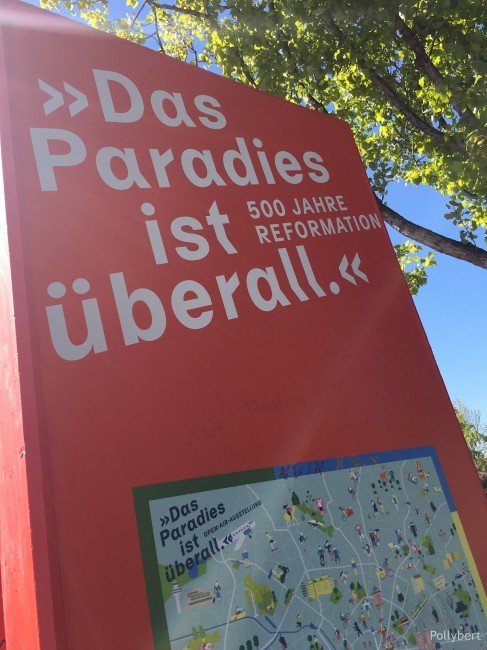 »Das
Paradies
ist
überall.«
500 JAHRE
REFORMATION
»Das
Paradies
ist
überall.«
OPEN-AIR-AUSSTELLUNG
Pollybert